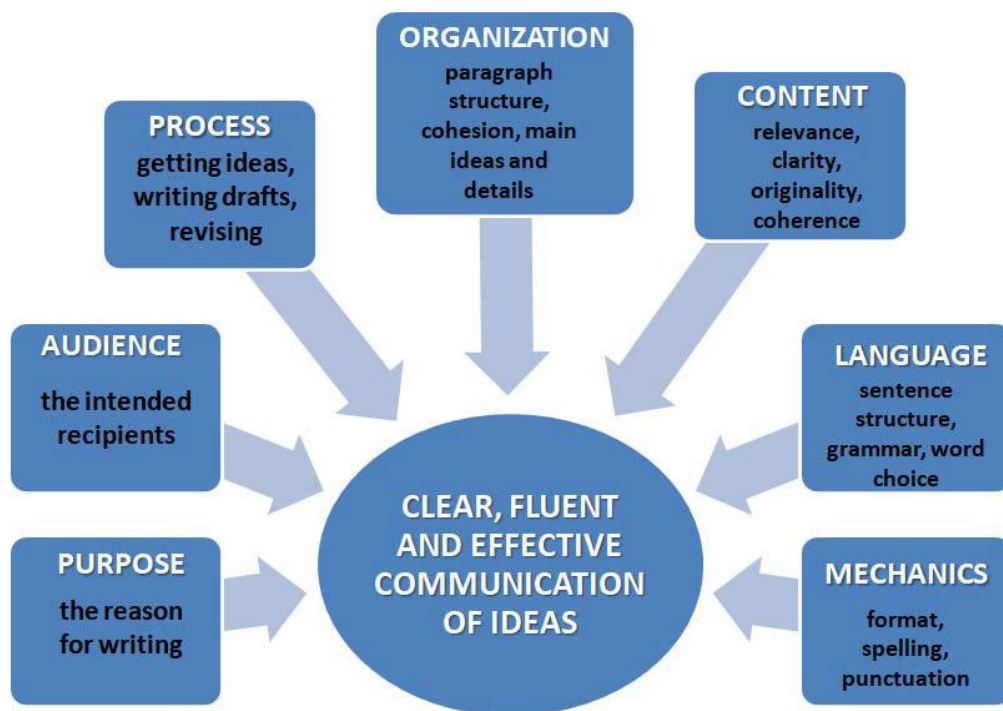 PURPOSE
the reason
for writing
AUDIENCE
the intended
recipients
PROCESS
getting ideas,
writing drafts,
revising
ORGANIZATION
paragraph
structure,
cohesion, main
ideas and
details
CONTENT
relevance,
clarity,
originality,
coherence
LANGUAGE
sentence
structure,
grammar, word
choice
MECHANICS
format,
spelling,
punctuation
CLEAR, FLUENT
AND EFFECTIVE
COMMUNICATION
OF IDEAS